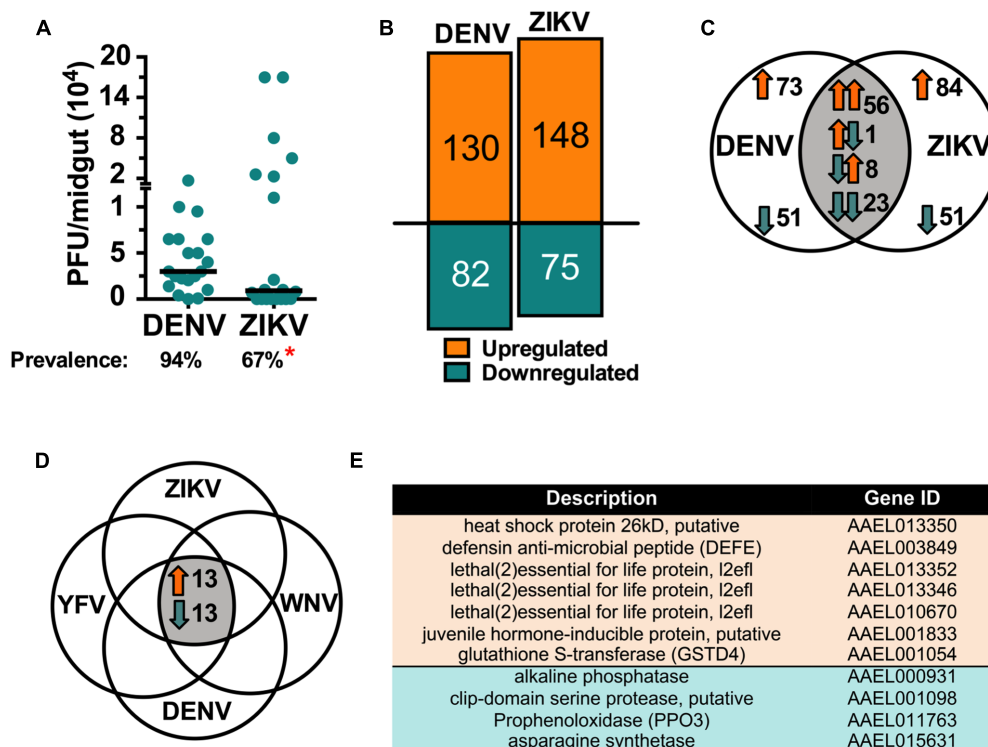 A
PFU/midgut (10⁴)
20
14
8
2
1
5
0
DENV ZIKV
Prevalence: 94% 67%*
B
DENV ZIKV
130 148
82 75
Upregulated
Downregulated
C
DENV ZIKV
73 56 84
1
8
23
51 51
D
ZIKV
YFV WNV
DENV
13
13
E
Description Gene ID
heat shock protein 26kD, putative AAEL013350
defensin anti-microbial peptide (DEFE) AAEL003849
lethal(2)essential for life protein, l2efl AAEL013352
lethal(2)essential for life protein, l2efl AAEL013346
lethal(2)essential for life protein, l2efl AAEL010670
juvenile hormone-inducible protein, putative AAEL001833
glutathione S-transferase (GSTD4) AAEL001054
alkaline phosphatase AAEL000931
clip-domain serine protease, putative AAEL001098
Prophenoloxidase (PPO3) AAEL011763
asparagine synthetase AAEL015631